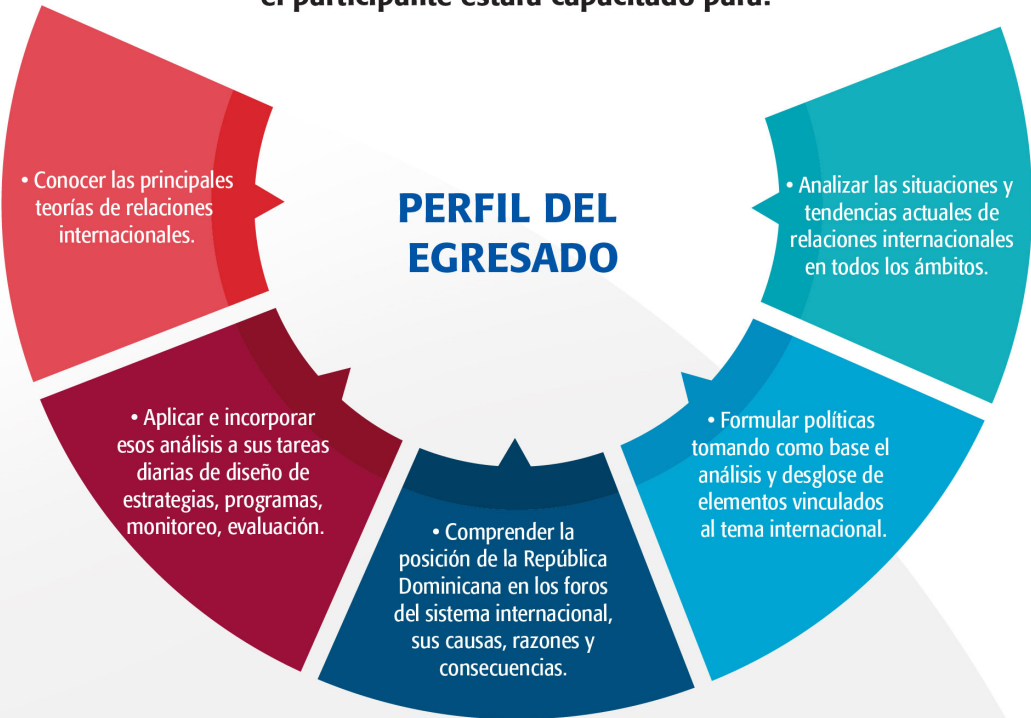 el participante estará capacitado para:
PERFIL DEL
EGRESADO
• Conocer las principales
teorías de relaciones
internacionales.
• Aplicar e incorporar
esos análisis a sus tareas
diarias de diseño de
estrategias, programas,
monitoreo, evaluación.
• Comprender la
posición de la República
Dominicana en los foros
del sistema internacional,
sus causas, razones y
consecuencias.
• Formular políticas
tomando como base el
análisis y desglose de
elementos vinculados
al tema internacional.
• Analizar las situaciones y
tendencias actuales de
relaciones internacionales
en todos los ámbitos.